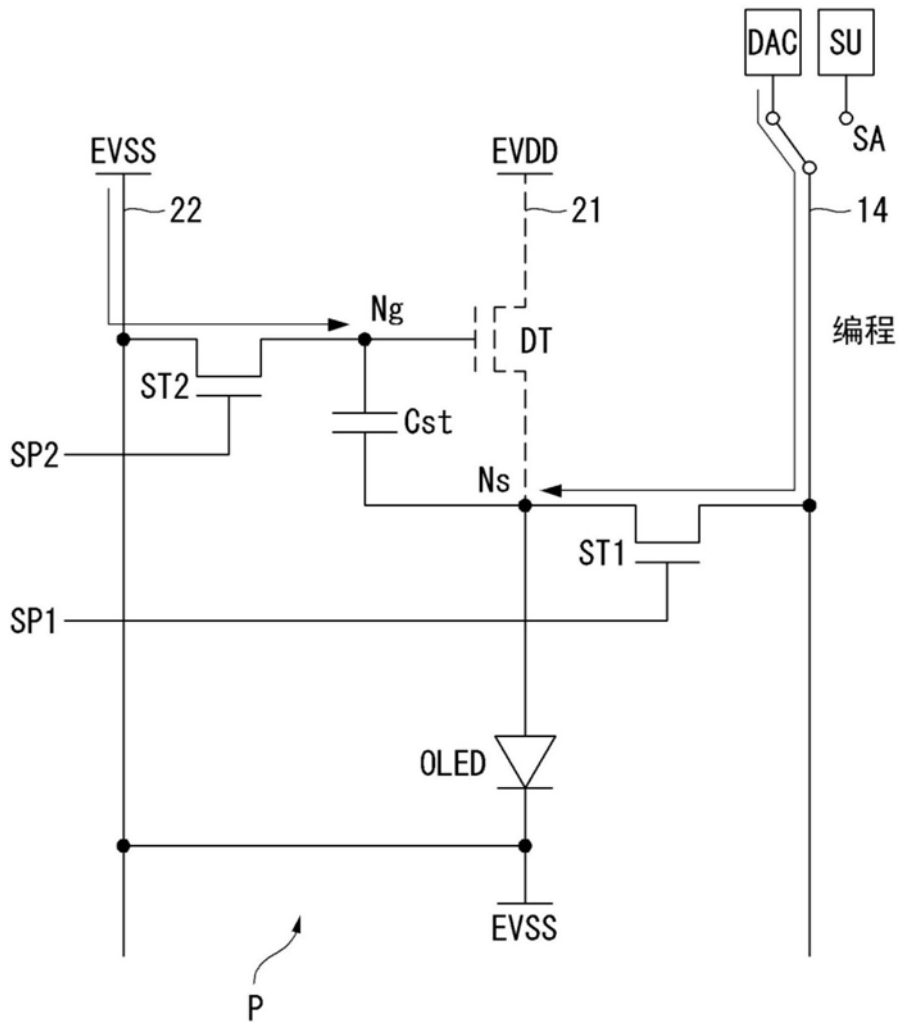 DAC SU
SA
EVSS EVDD
22 21 14
Ng
DT
编程
ST2
Cst
SP2
Ns
ST1
SP1
OLED
EVSS
P